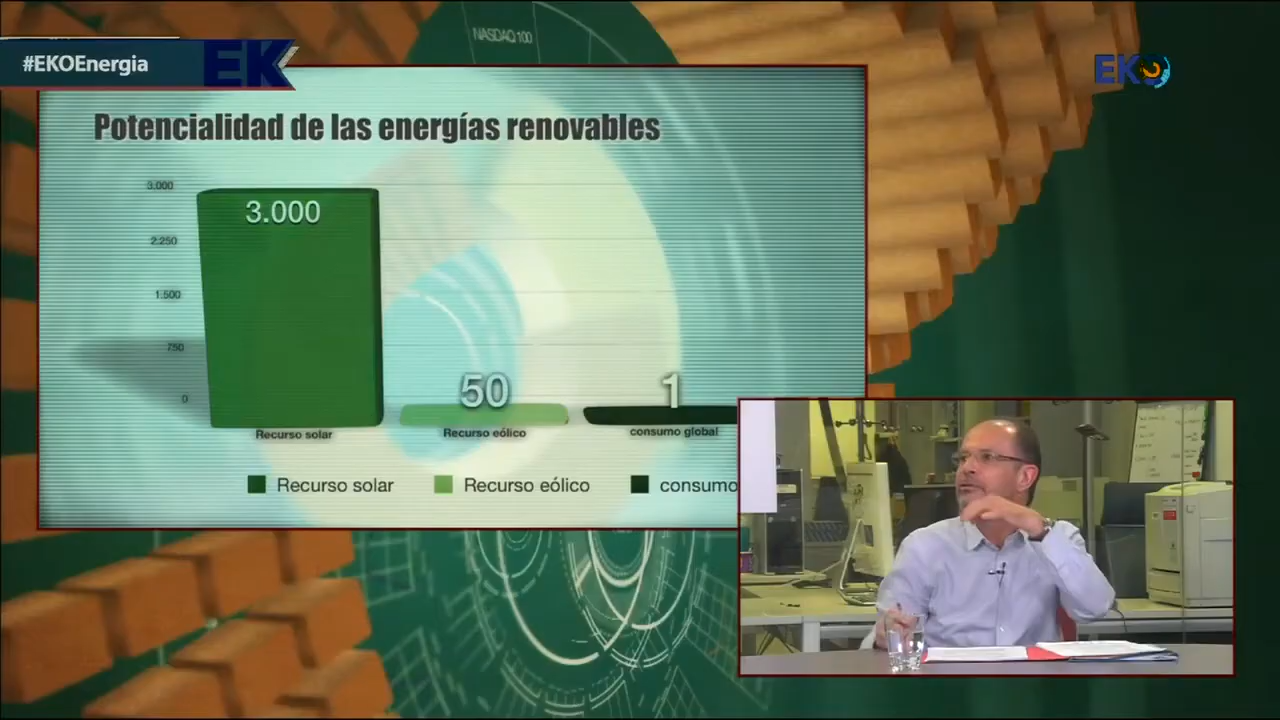 NASDAQ 100
#EKOEnergia
EK
EKO
Potencialidad de las energías renovables
3.000
2.250
1.500
750
0
3.000
50
1
Recurso solar
Recurso eólico
consumo global
Recurso solar
Recurso eólico
consumo